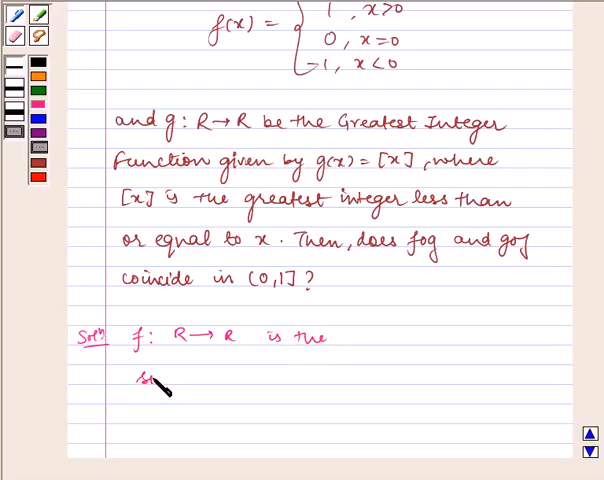 f(x) = { 1 , x>0
0 , x=0
-1, x<0
and g : R→R be the Greatest Integer
Function given by g(x) = [x] , where
[x] is the greatest integer less than
or equal to x . Then, does fog and gof
coincide in (0,1] ?
Solⁿ f : R → R is the